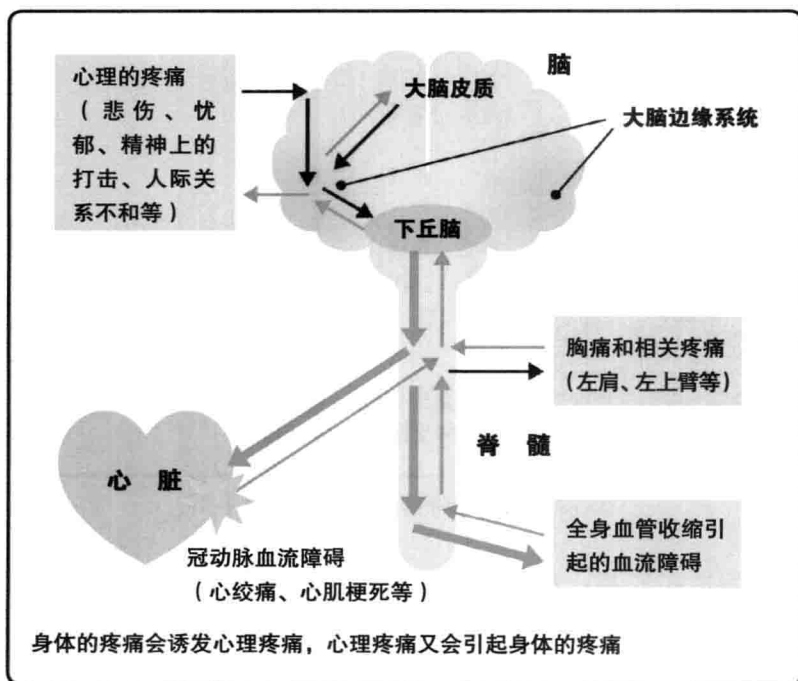 心理的疼痛
（悲伤、忧
郁、精神上的
打击、人际关
系不和等）
脑
大脑皮质
大脑边缘系统
下丘脑
胸痛和相关疼痛
（左肩、左上臂等）
脊 髓
心 脏
全身血管收缩引
起的血流障碍
冠动脉血流障碍
（心绞痛、心肌梗死等）
身体的疼痛会诱发心理疼痛，心理疼痛又会引起身体的疼痛